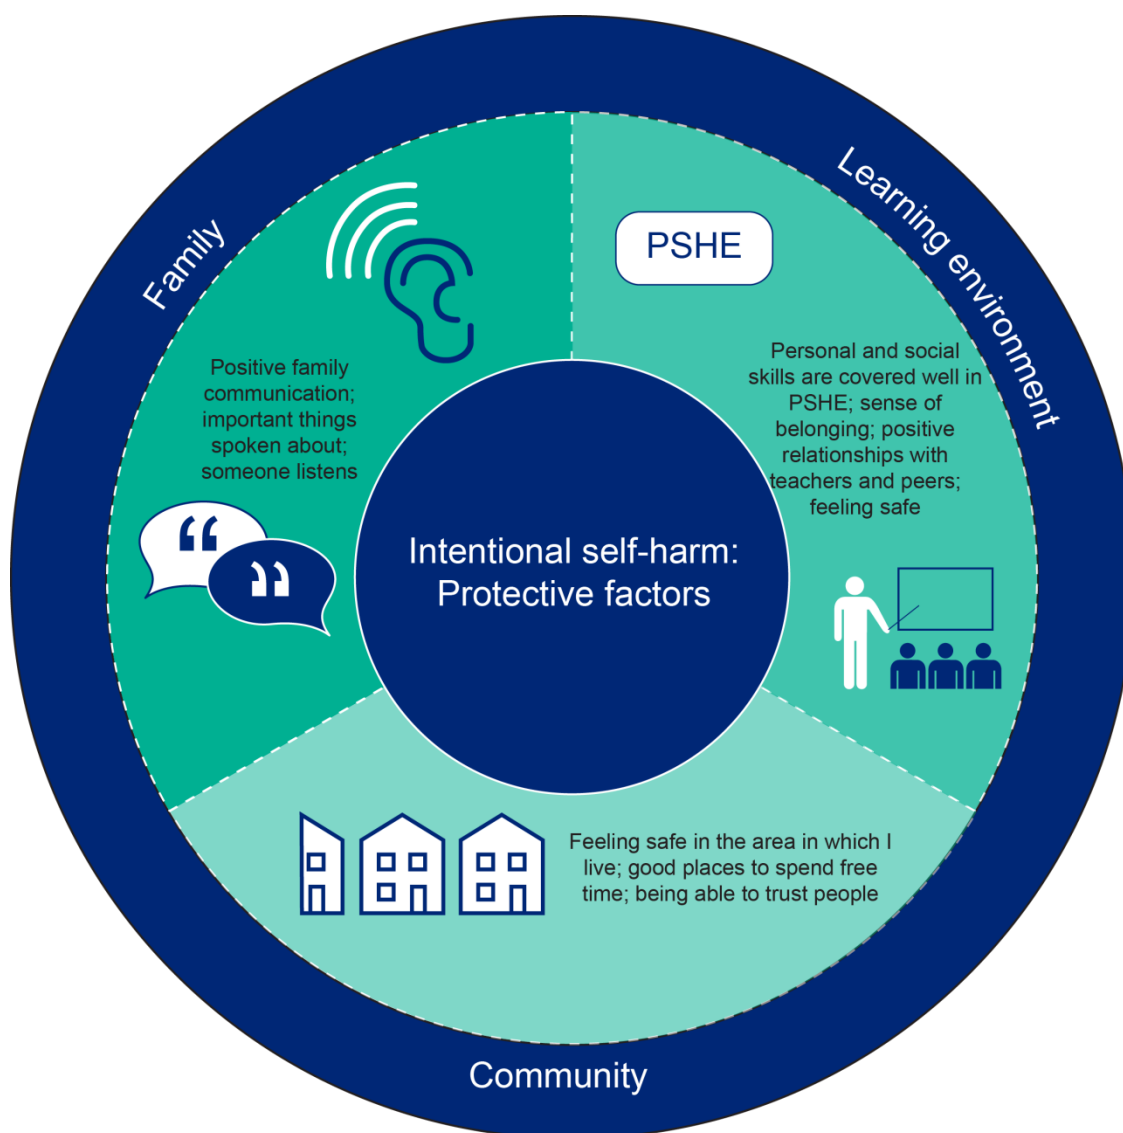 Family
Positive family
communication;
important things
spoken about;
someone listens
“
”
Learning environment
PSHE
Personal and social
skills are covered well in
PSHE; sense of
belonging; positive
relationships with
teachers and peers;
feeling safe
Intentional self-harm:
Protective factors
Feeling safe in the area in which I
live; good places to spend free
time; being able to trust people
Community